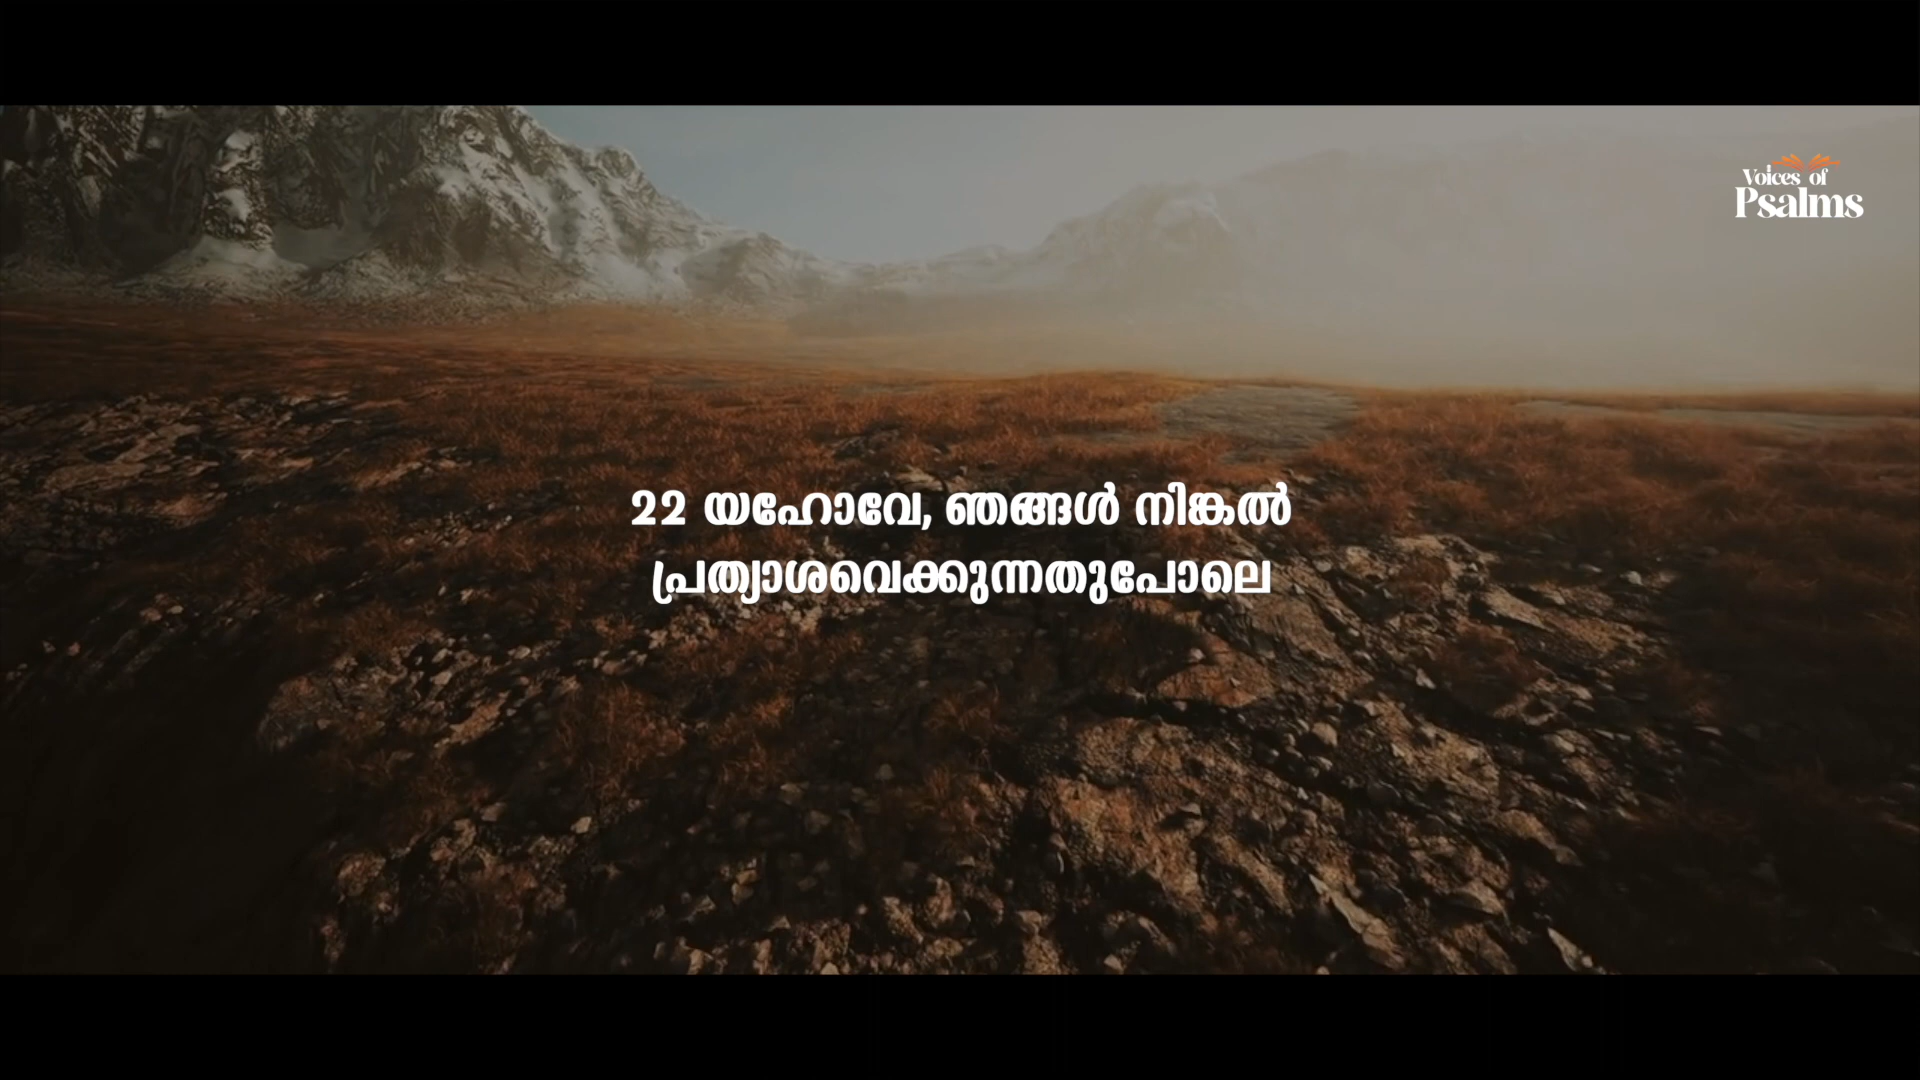 Voices of
Psalms
22 യഹോവേ, ഞങ്ങൾ നിങ്കൽ
പ്രത്യാശവെക്കുന്നതുപോലെ